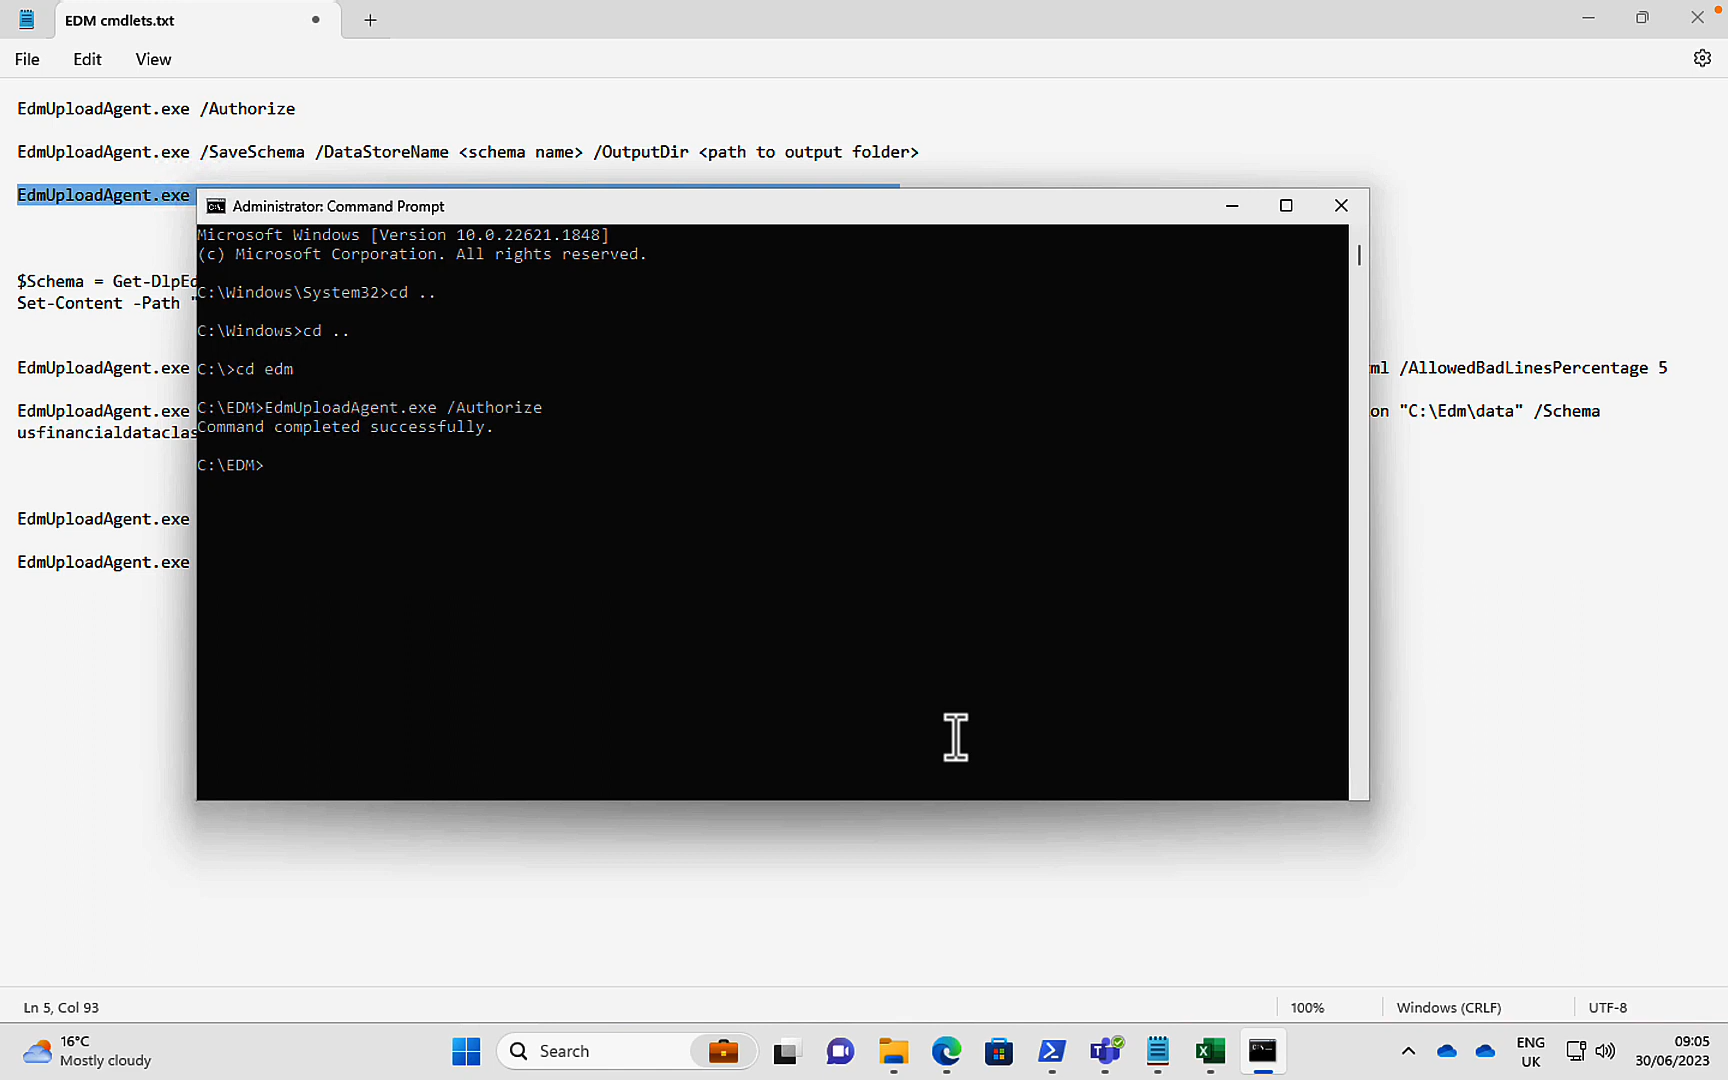 EDM cmdlets.txt
File Edit View
EdmUploadAgent.exe /Authorize
EdmUploadAgent.exe /SaveSchema /DataStoreName <schema name> /OutputDir <path to output folder>
EdmUploadAgent.exe
Administrator: Command Prompt
Microsoft Windows [Version 10.0.22621.1848]
(c) Microsoft Corporation. All rights reserved.
C:\Windows\System32>cd ..
C:\Windows>cd ..
C:\>cd edm
C:\EDM>EdmUploadAgent.exe /Authorize
Command completed successfully.
C:\EDM>
$Schema = Get-DlpEd
Set-Content -Path "
EdmUploadAgent.exe ml /AllowedBadLinesPercentage 5
EdmUploadAgent.exe on "C:\Edm\data" /Schema
usfinancialdataclas
EdmUploadAgent.exe
EdmUploadAgent.exe
Ln 5, Col 93 100% Windows (CRLF) UTF-8
16°C
Mostly cloudy
Search
ENG
UK
09:05
30/06/2023